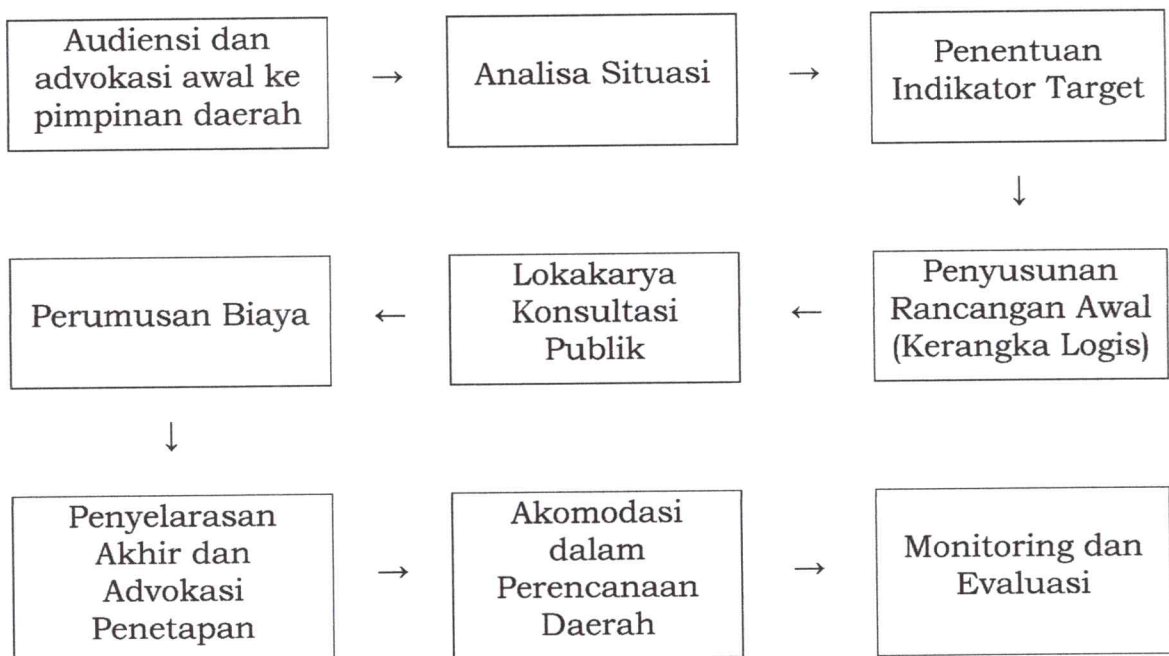 Audiensi dan
advokasi awal ke
pimpinan daerah
→
Analisa Situasi
→
Penentuan
Indikator Target
↓
Penyusunan
Rancangan Awal
(Kerangka Logis)
←
Lokakarya
Konsultasi
Publik
←
Perumusan Biaya
↓
Penyelarasan
Akhir dan
Advokasi
Penetapan
→
Akomodasi
dalam
Perencanaan
Daerah
→
Monitoring dan
Evaluasi